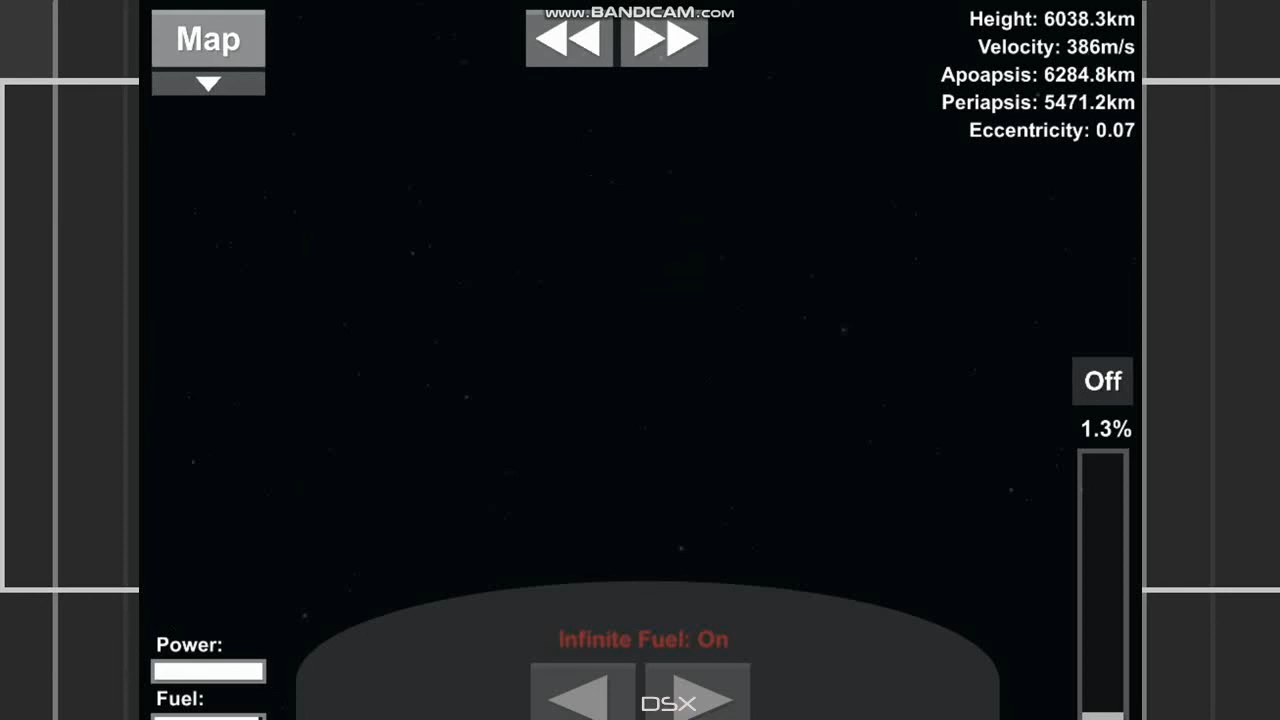 www.BANDICAM.com
Map
Height: 6038.3km
Velocity: 386m/s
Apoapsis: 6284.8km
Periapsis: 5471.2km
Eccentricity: 0.07
Off
1.3%
Infinite Fuel: On
Power:
Fuel:
DSX